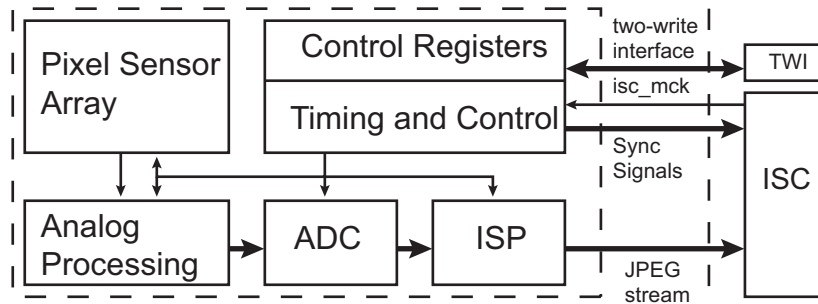 Pixel Sensor
Array
Control Registers
Timing and Control
two-write
interface
TWI
isc_mck
Sync
Signals
ISC
Analog
Processing
ADC
ISP
JPEG
stream